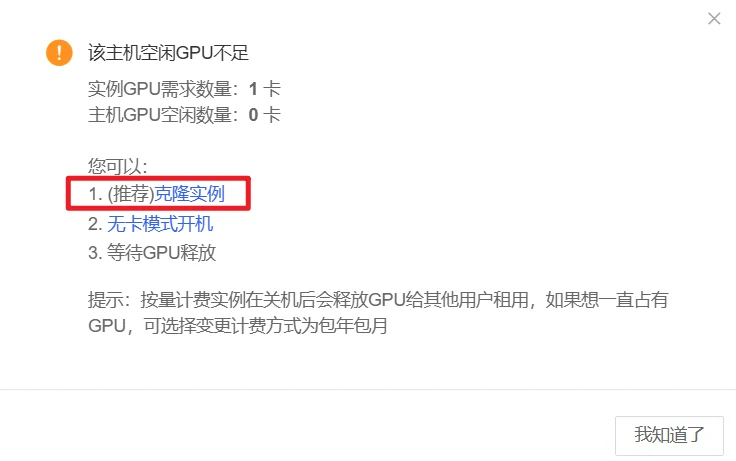 该主机空闲GPU不足
实例GPU需求数量：1 卡
主机GPU空闲数量：0 卡
您可以：
1. (推荐)克隆实例
2. 无卡模式开机
3. 等待GPU释放
提示：按量计费实例在关机后会释放GPU给其他用户租用，如果想一直占有
GPU，可选择变更计费方式为包年包月
我知道了